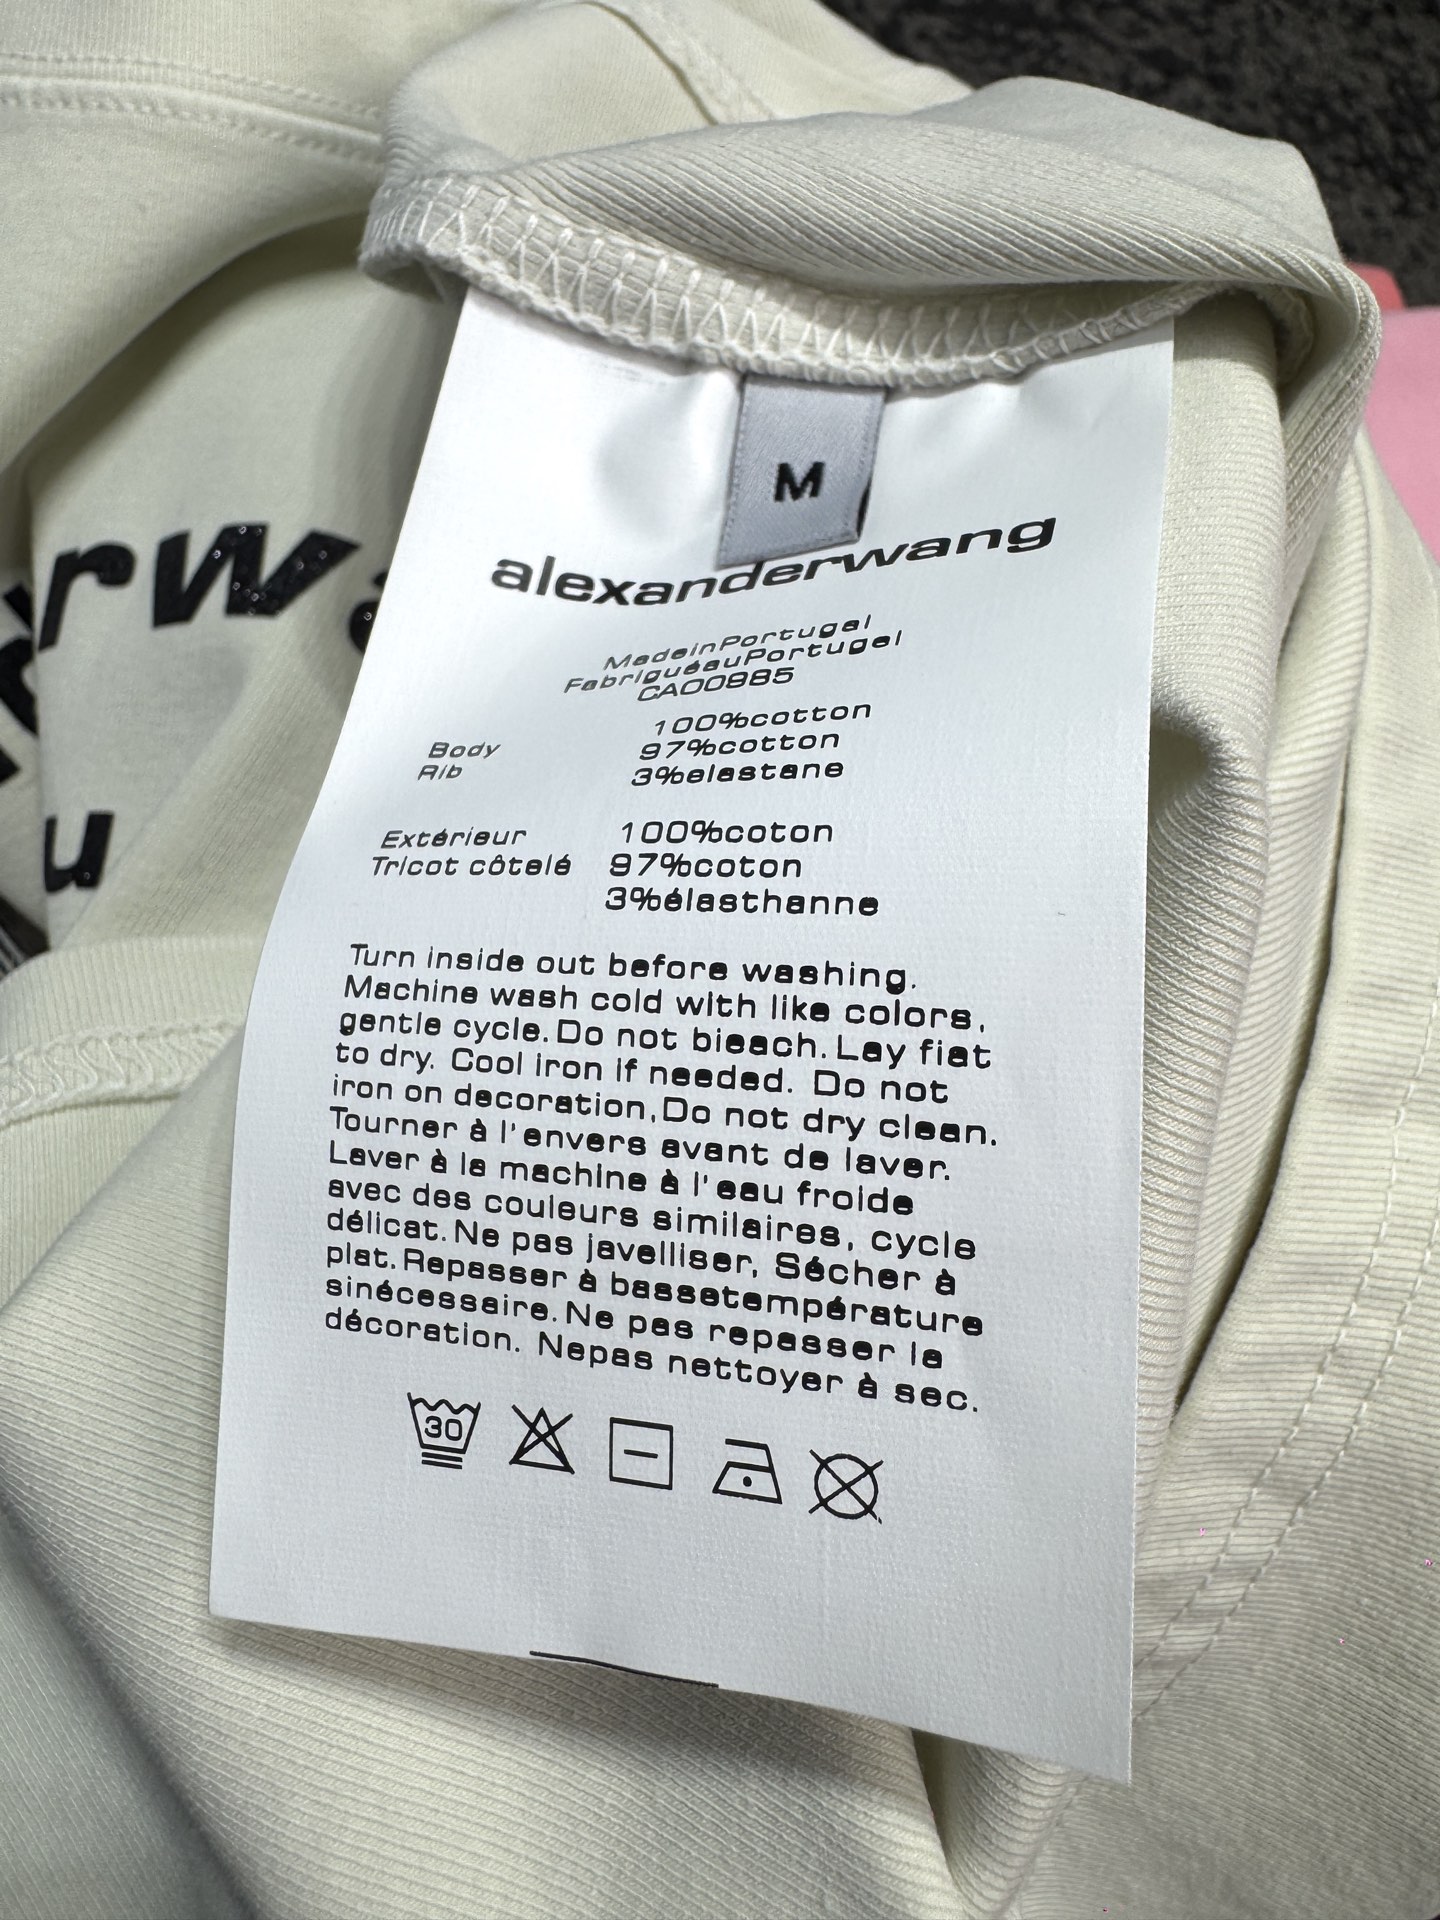 rwa
u
M
alexanderwang
MadeinPortugal
FabriquéauPortugel
CA00885
100%cotton
Body 97%cotton
Rib 3%elastane
Extérieur 100%coton
Tricot côtelé 97%coton
3%élasthanne
Turn inside out before washing.
Machine wash cold with like colors,
gentle cycle. Do not bieach. Lay fiat
to dry. Cool iron if needed. Do not
iron on decoration,Do not dry clean.
Tourner à l'envers avant de laver.
Laver à la machine à l'eau froide
avec des couleurs similaires, cycle
délicat. Ne pas javelliser, Sécher à
plat. Repasser à bassetempérature
sinécessaire. Ne pas repasser la
décoration. Nepas nettoyer à sec.
30